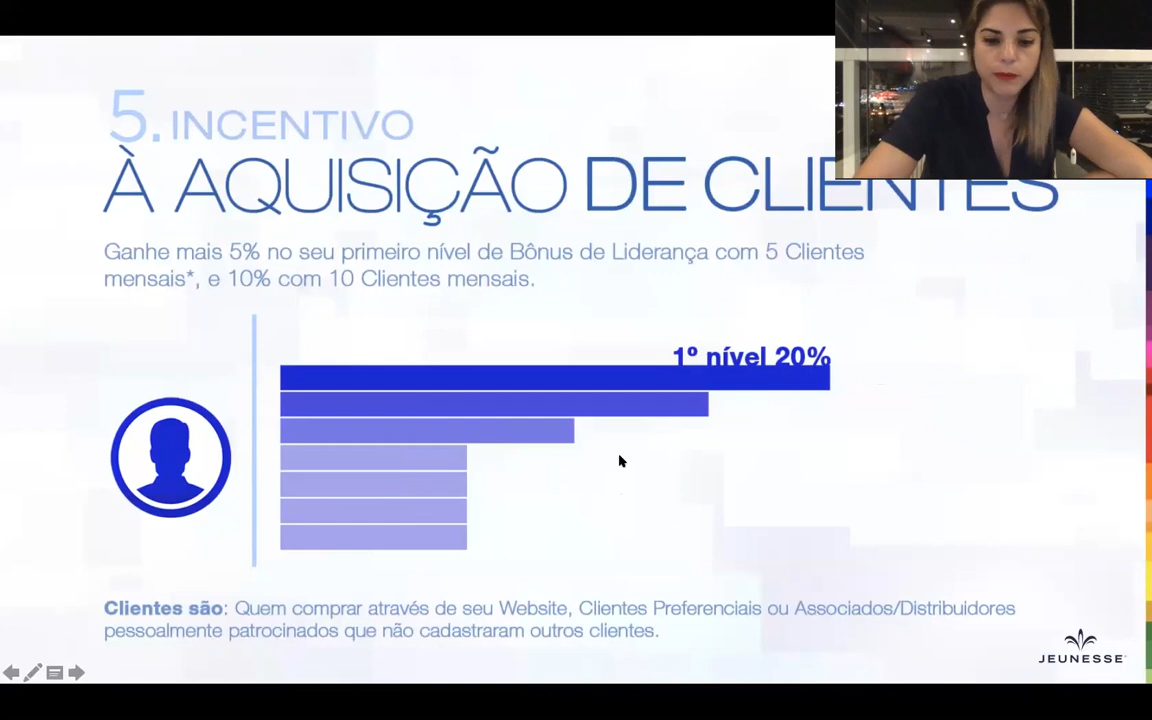 5. INCENTIVO
À AQUISIÇÃO DE CLIENTES
Ganhe mais 5% no seu primeiro nível de Bônus de Liderança com 5 Clientes
mensais*, e 10% com 10 Clientes mensais.
1º nível 20%
Clientes são: Quem comprar através de seu Website, Clientes Preferenciais ou Associados/Distribuidores
pessoalmente patrocinados que não cadastraram outros clientes.
JEUNESSE